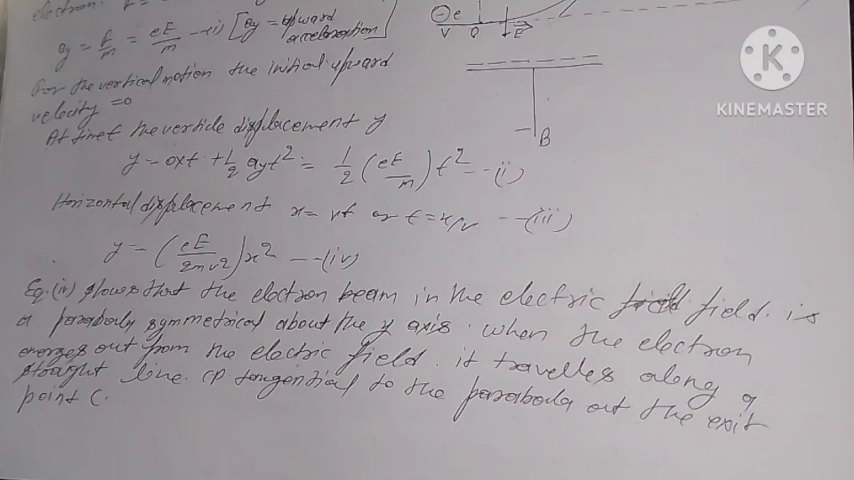 electron.
ay = F/m = eE/m --(i) [ay = upward acceleration]
e
V O E
For the vertical motion the initial upward
velocity = 0
At time t the verticle displacement y
y = 0xt + 1/2 ayt² = 1/2 (eE/m) t² --(i)
B
Horizontal displacement x = vt or t = x/v --(iii)
y = (eE/2mv²) x² --(iv)
Eq. (iv) shows that the electron beam in the electric field. is
a parabola symmetrical about the y axis. when the electron
emerges out from the electric field. it travelles along a
straight line. CP tangential to the parabola at the exit
point C.
K
KINEMASTER